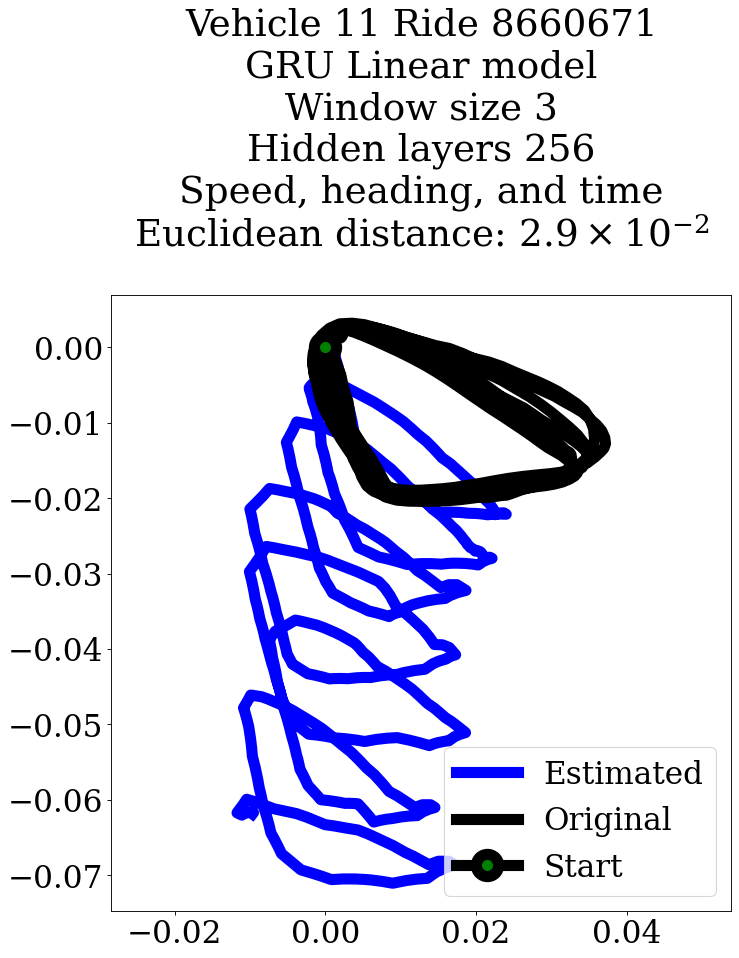 Vehicle 11 Ride 8660671
GRU Linear model
Window size 3
Hidden layers 256
Speed, heading, and time
Euclidean distance: 2.9 × 10⁻²
0.00
−0.01
−0.02
−0.03
−0.04
−0.05
−0.06
−0.07
Estimated
Original
Start
−0.02 0.00 0.02 0.04